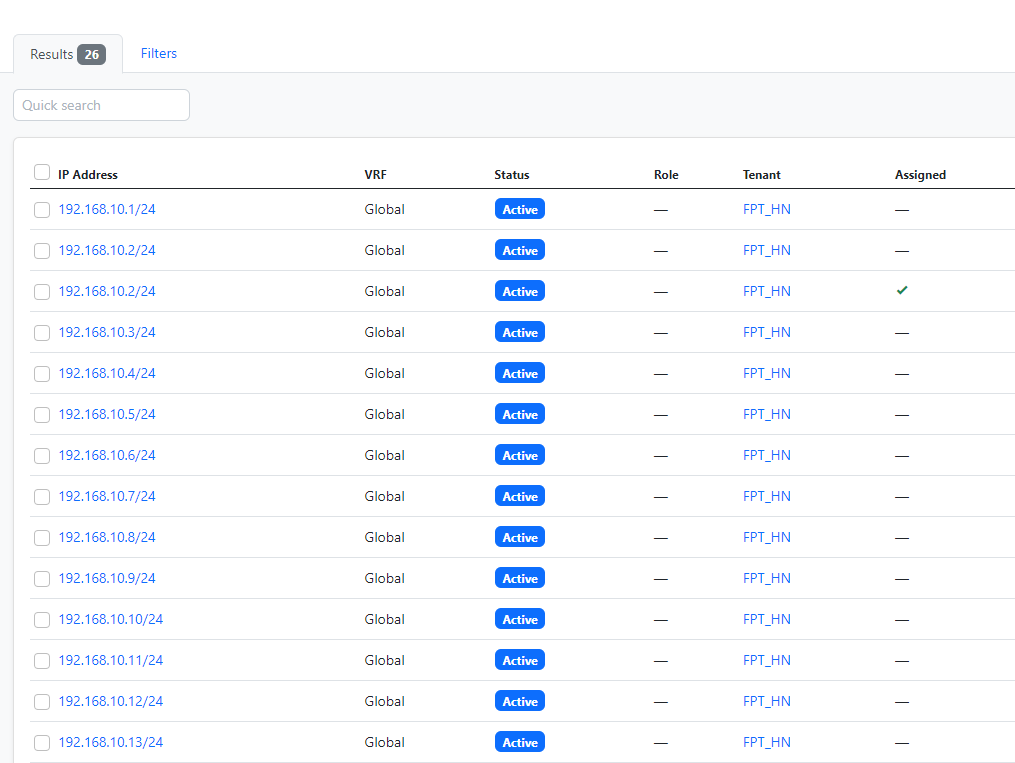 Results 26 Filters
Quick search
IP Address VRF Status Role Tenant Assigned
192.168.10.1/24 Global Active — FPT_HN —
192.168.10.2/24 Global Active — FPT_HN —
192.168.10.2/24 Global Active — FPT_HN ✔
192.168.10.3/24 Global Active — FPT_HN —
192.168.10.4/24 Global Active — FPT_HN —
192.168.10.5/24 Global Active — FPT_HN —
192.168.10.6/24 Global Active — FPT_HN —
192.168.10.7/24 Global Active — FPT_HN —
192.168.10.8/24 Global Active — FPT_HN —
192.168.10.9/24 Global Active — FPT_HN —
192.168.10.10/24 Global Active — FPT_HN —
192.168.10.11/24 Global Active — FPT_HN —
192.168.10.12/24 Global Active — FPT_HN —
192.168.10.13/24 Global Active — FPT_HN —